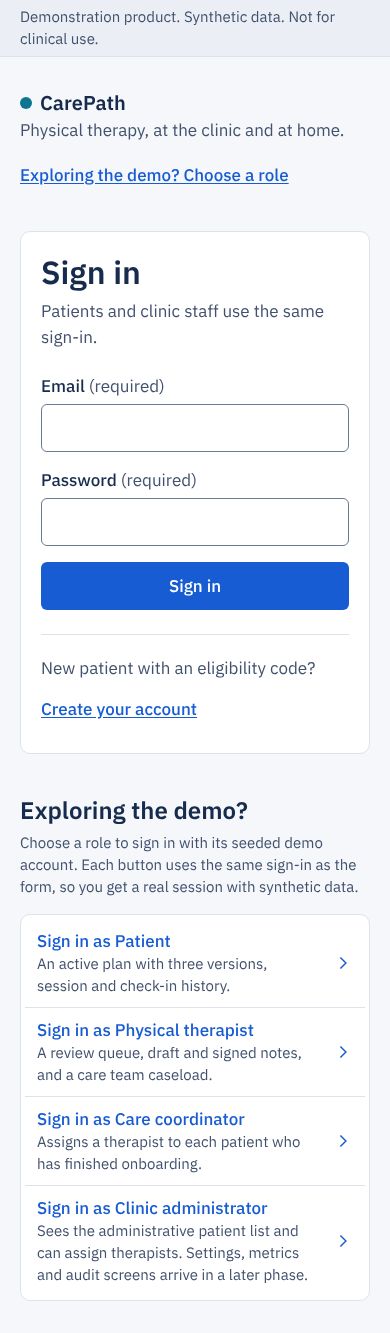 Demonstration product. Synthetic data. Not for
clinical use.
CarePath
Physical therapy, at the clinic and at home.
Exploring the demo? Choose a role
Sign in
Patients and clinic staff use the same
sign-in.
Email (required)
Password (required)
Sign in
New patient with an eligibility code?
Create your account
Exploring the demo?
Choose a role to sign in with its seeded demo
account. Each button uses the same sign-in as the
form, so you get a real session with synthetic data.
Sign in as Patient
An active plan with three versions,
session and check-in history.
Sign in as Physical therapist
A review queue, draft and signed notes,
and a care team caseload.
Sign in as Care coordinator
Assigns a therapist to each patient who
has finished onboarding.
Sign in as Clinic administrator
Sees the administrative patient list and
can assign therapists. Settings, metrics
and audit screens arrive in a later phase.